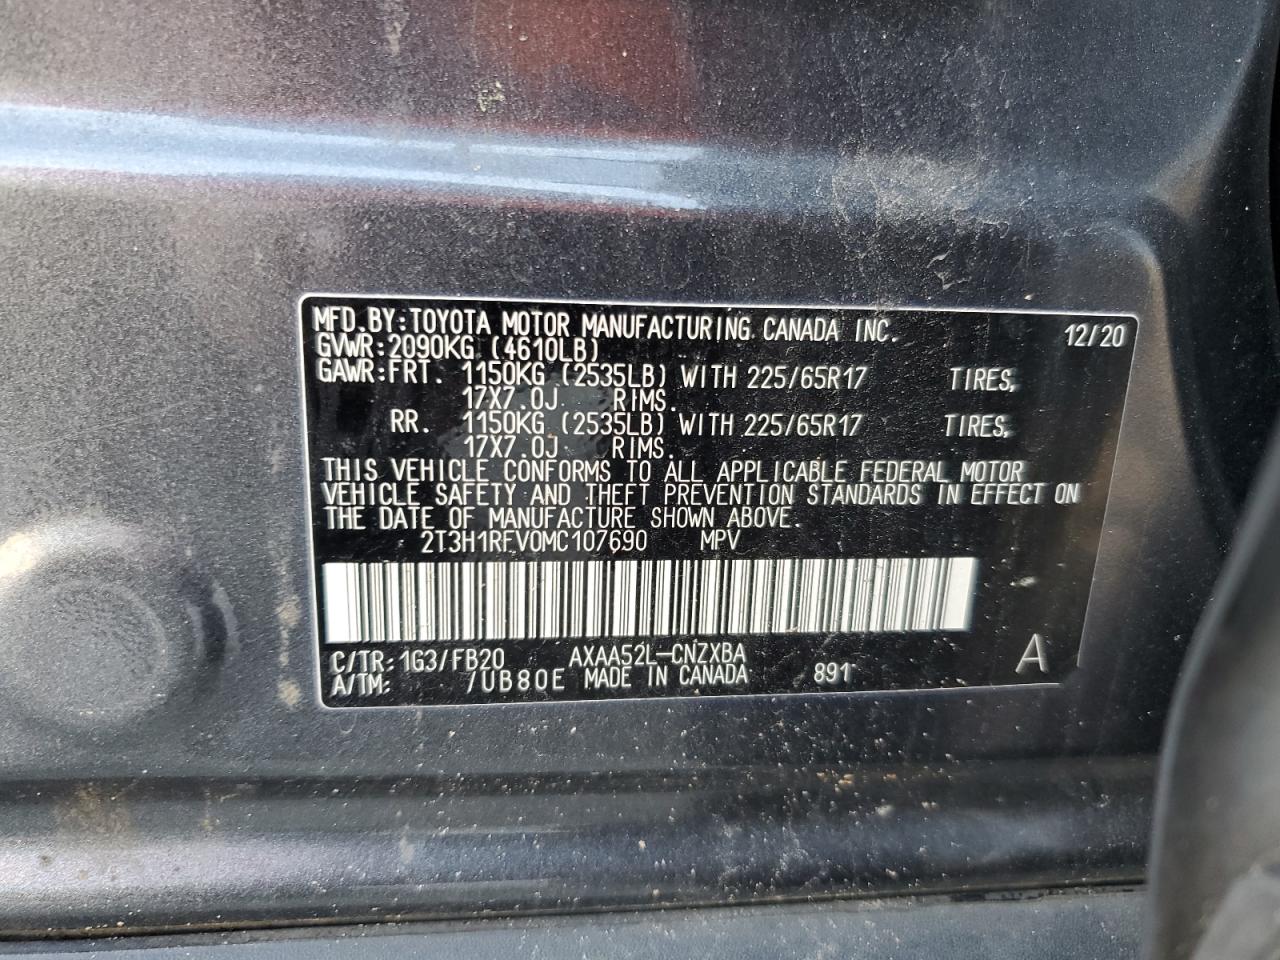 MFD.BY:TOYOTA MOTOR MANUFACTURING CANADA INC. 12/20
GVWR:2090KG (4610LB)
GAWR:FRT. 1150KG (2535LB) WITH 225/65R17 TIRES,
17X7.0J RIMS.
RR. 1150KG (2535LB) WITH 225/65R17 TIRES,
17X7.0J RIMS.
THIS VEHICLE CONFORMS TO ALL APPLICABLE FEDERAL MOTOR
VEHICLE SAFETY AND THEFT PREVENTION STANDARDS IN EFFECT ON
THE DATE OF MANUFACTURE SHOWN ABOVE.
2T3H1RFV0MC107690 MPV
C/TR:1G3/FB20 AXAA52L-CNZXBA
A/TM: /UB80E MADE IN CANADA 891 A